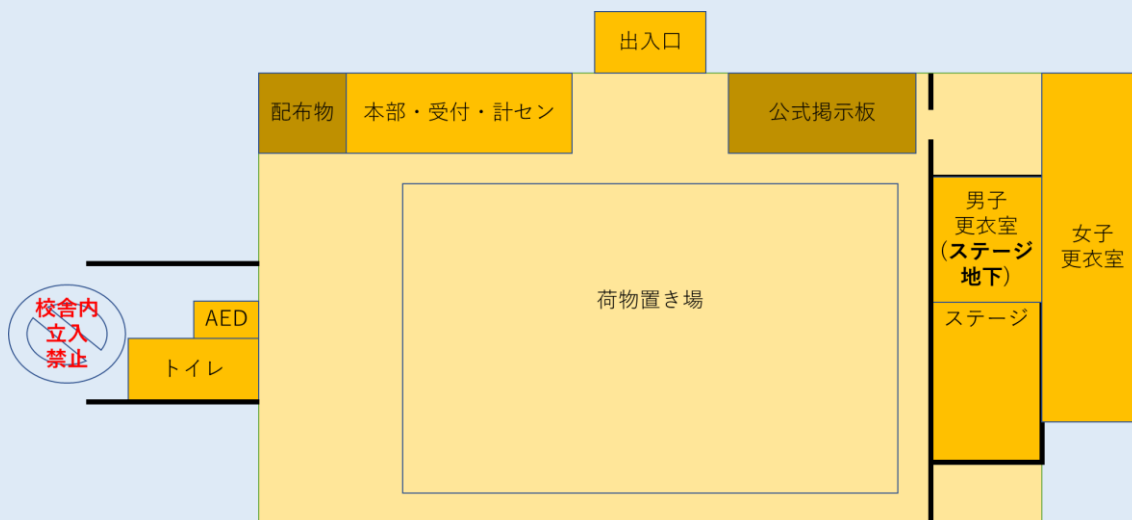 出入口
配布物
本部・受付・計セン
公式掲示板
男子
更衣室
(ステージ
地下)
女子
更衣室
荷物置き場
ステージ
校舎内
立入
禁止
AED
トイレ